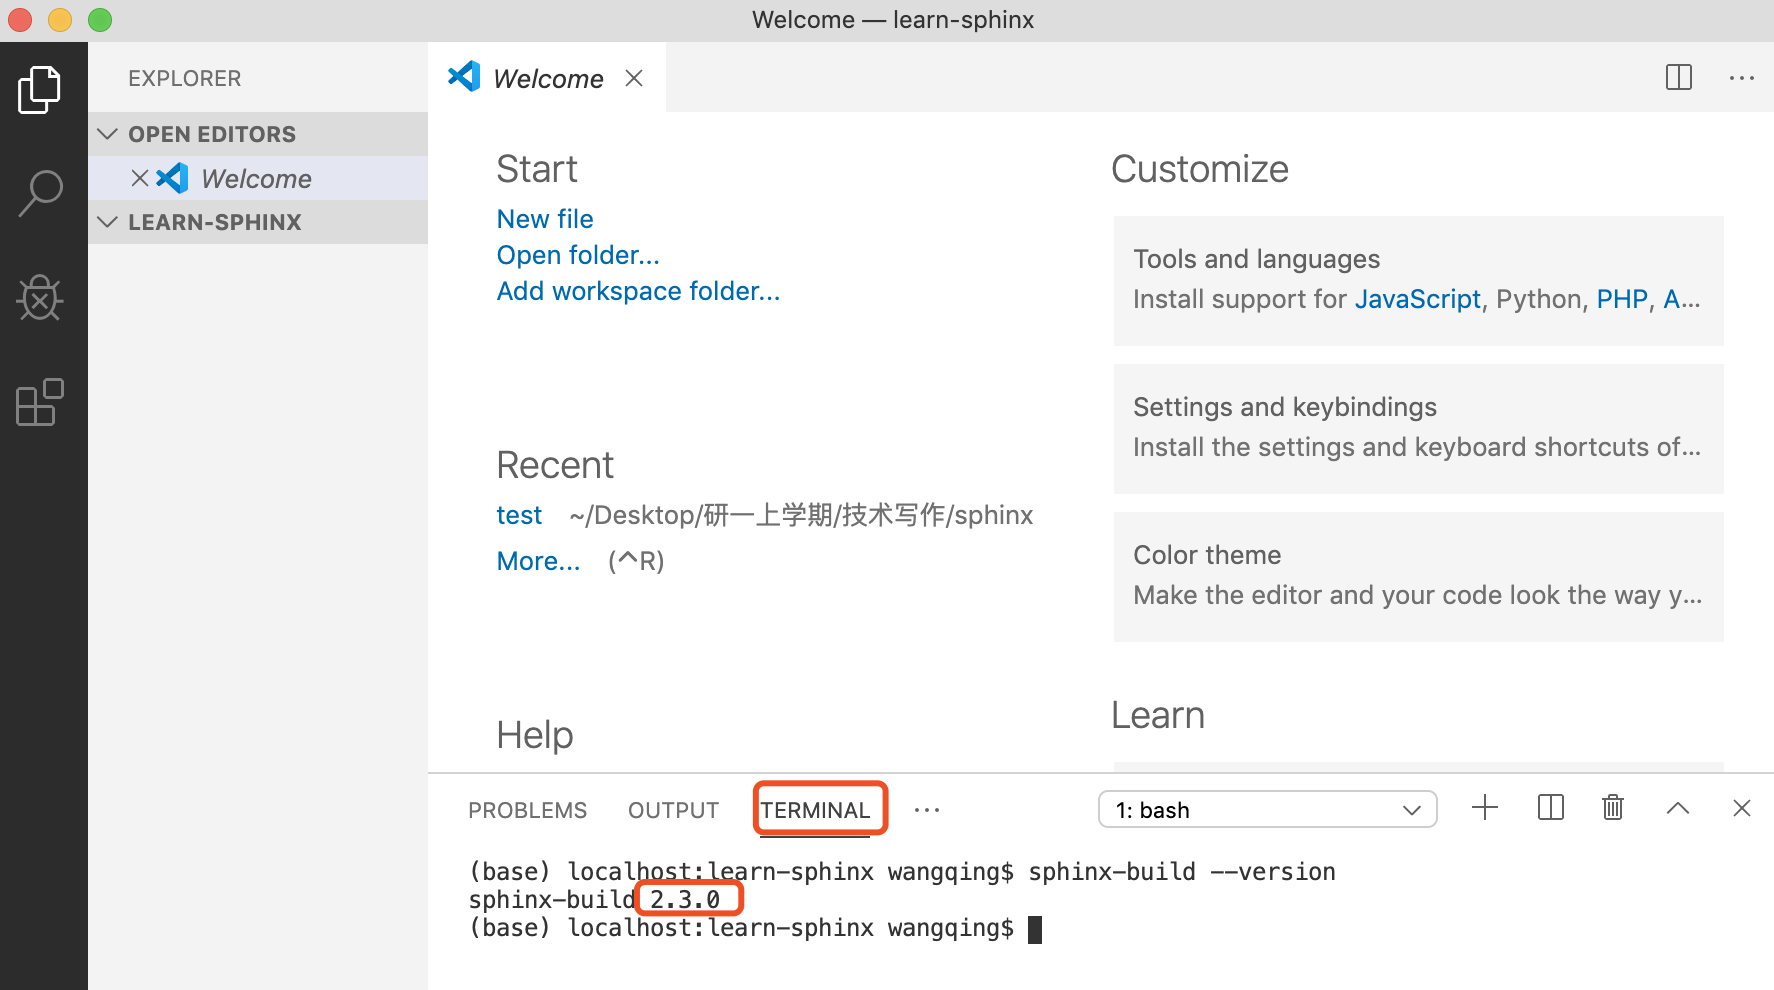 Welcome — learn-sphinx
EXPLORER
OPEN EDITORS
Welcome
LEARN-SPHINX
Welcome
Start
New file
Open folder...
Add workspace folder...
Recent
test ~/Desktop/研一上学期/技术写作/sphinx
More... (^R)
Help
Customize
Tools and languages
Install support for JavaScript, Python, PHP, A...
Settings and keybindings
Install the settings and keyboard shortcuts of...
Color theme
Make the editor and your code look the way y...
Learn
PROBLEMS OUTPUT TERMINAL ... 1: bash
(base) localhost:learn-sphinx wangqing$ sphinx-build --version
sphinx-build 2.3.0
(base) localhost:learn-sphinx wangqing$